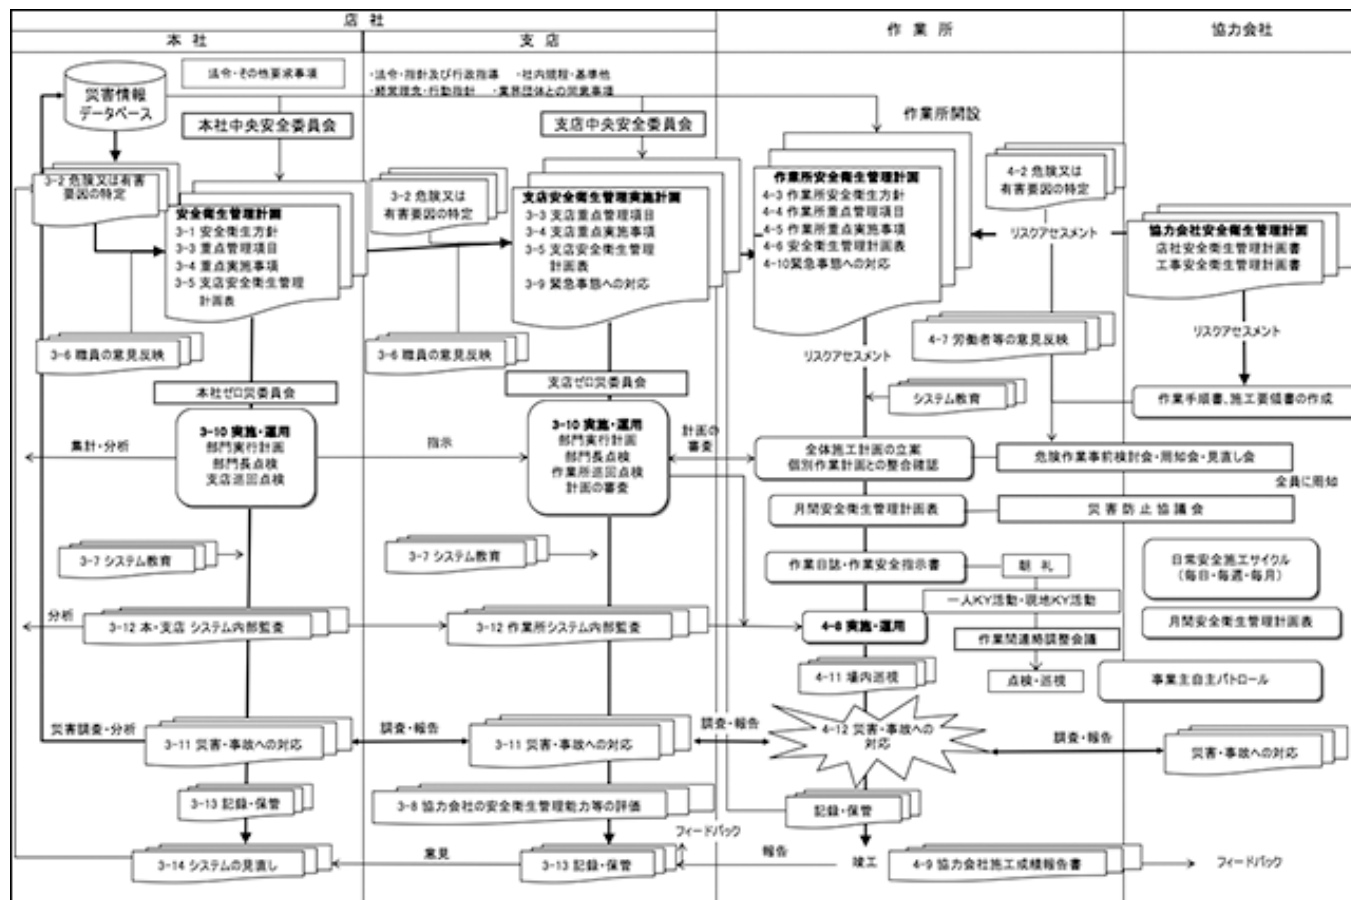 店 社
本 社
支 店
作 業 所
協力会社
災害情報
データベース
法令・その他要求事項
・法令・指針及び行政指導 ・社内規程・基準他
・経営理念・行動指針 ・業界団体との同意事項
本社中央安全委員会
支店中央安全委員会
作業所開設
3-2 危険又は有害
要因の特定
安全衛生管理計画
3-1 安全衛生方針
3-3 重点管理項目
3-4 重点実施事項
3-5 支店安全衛生管理
計画表
3-2 危険又は
有害要因の特定
支店安全衛生管理実施計画
3-3 支店重点管理項目
3-4 支店重点実施事項
3-5 支店安全衛生管理
計画表
3-9 緊急事態への対応
作業所安全衛生管理計画
4-3 作業所安全衛生方針
4-4 作業所重点管理項目
4-5 作業所重点実施事項
4-6 安全衛生管理計画表
4-10緊急事態への対応
4-2 危険又は
有害要因の特定
リスクアセスメント
協力会社安全衛生管理計画
店社安全衛生管理計画書
工事安全衛生管理計画書
3-6 職員の意見反映
3-6 職員の意見反映
リスクアセスメント
4-7 労働者等の意見反映
リスクアセスメント
本社ゼロ災委員会
支店ゼロ災委員会
システム教育
作業手順書、施工要領書の作成
集計・分析
3-10 実施・運用
部門実行計画
部門長点検
支店巡回点検
指示
3-10 実施・運用
部門実行計画
部門長点検
作業所巡回点検
計画の審査
計画の
審査
全体施工計画の立案
個別作業計画との整合確認
危険作業事前検討会・周知会・見直し会
全員に周知
月間安全衛生管理計画表
災 害 防 止 協 議 会
3-7 システム教育
3-7 システム教育
作業日誌・作業安全指示書
朝 礼
日常安全施工サイクル
（毎日・毎週・毎月）
一人KY活動・現地KY活動
分析
3-12 本・支店 システム内部監査
3-12 作業所システム内部監査
4-8 実施・運用
作業間連絡調整会議
月間安全衛生管理計画表
4-11 場内巡視
点検・巡視
事業主自主パトロール
災害調査・分析
3-11 災害・事故への対応
調査・報告
3-11 災害・事故への対応
調査・報告
4-12 災害・事故への
対応
調査・報告
災害・事故への対応
3-13 記録・保管
3-8 協力会社の安全衛生管理能力等の評価
記録・保管
フィードバック
3-14 システムの見直し
意見
3-13 記録・保管
報告
竣工
4-9 協力会社施工成績報告書
フィードバック